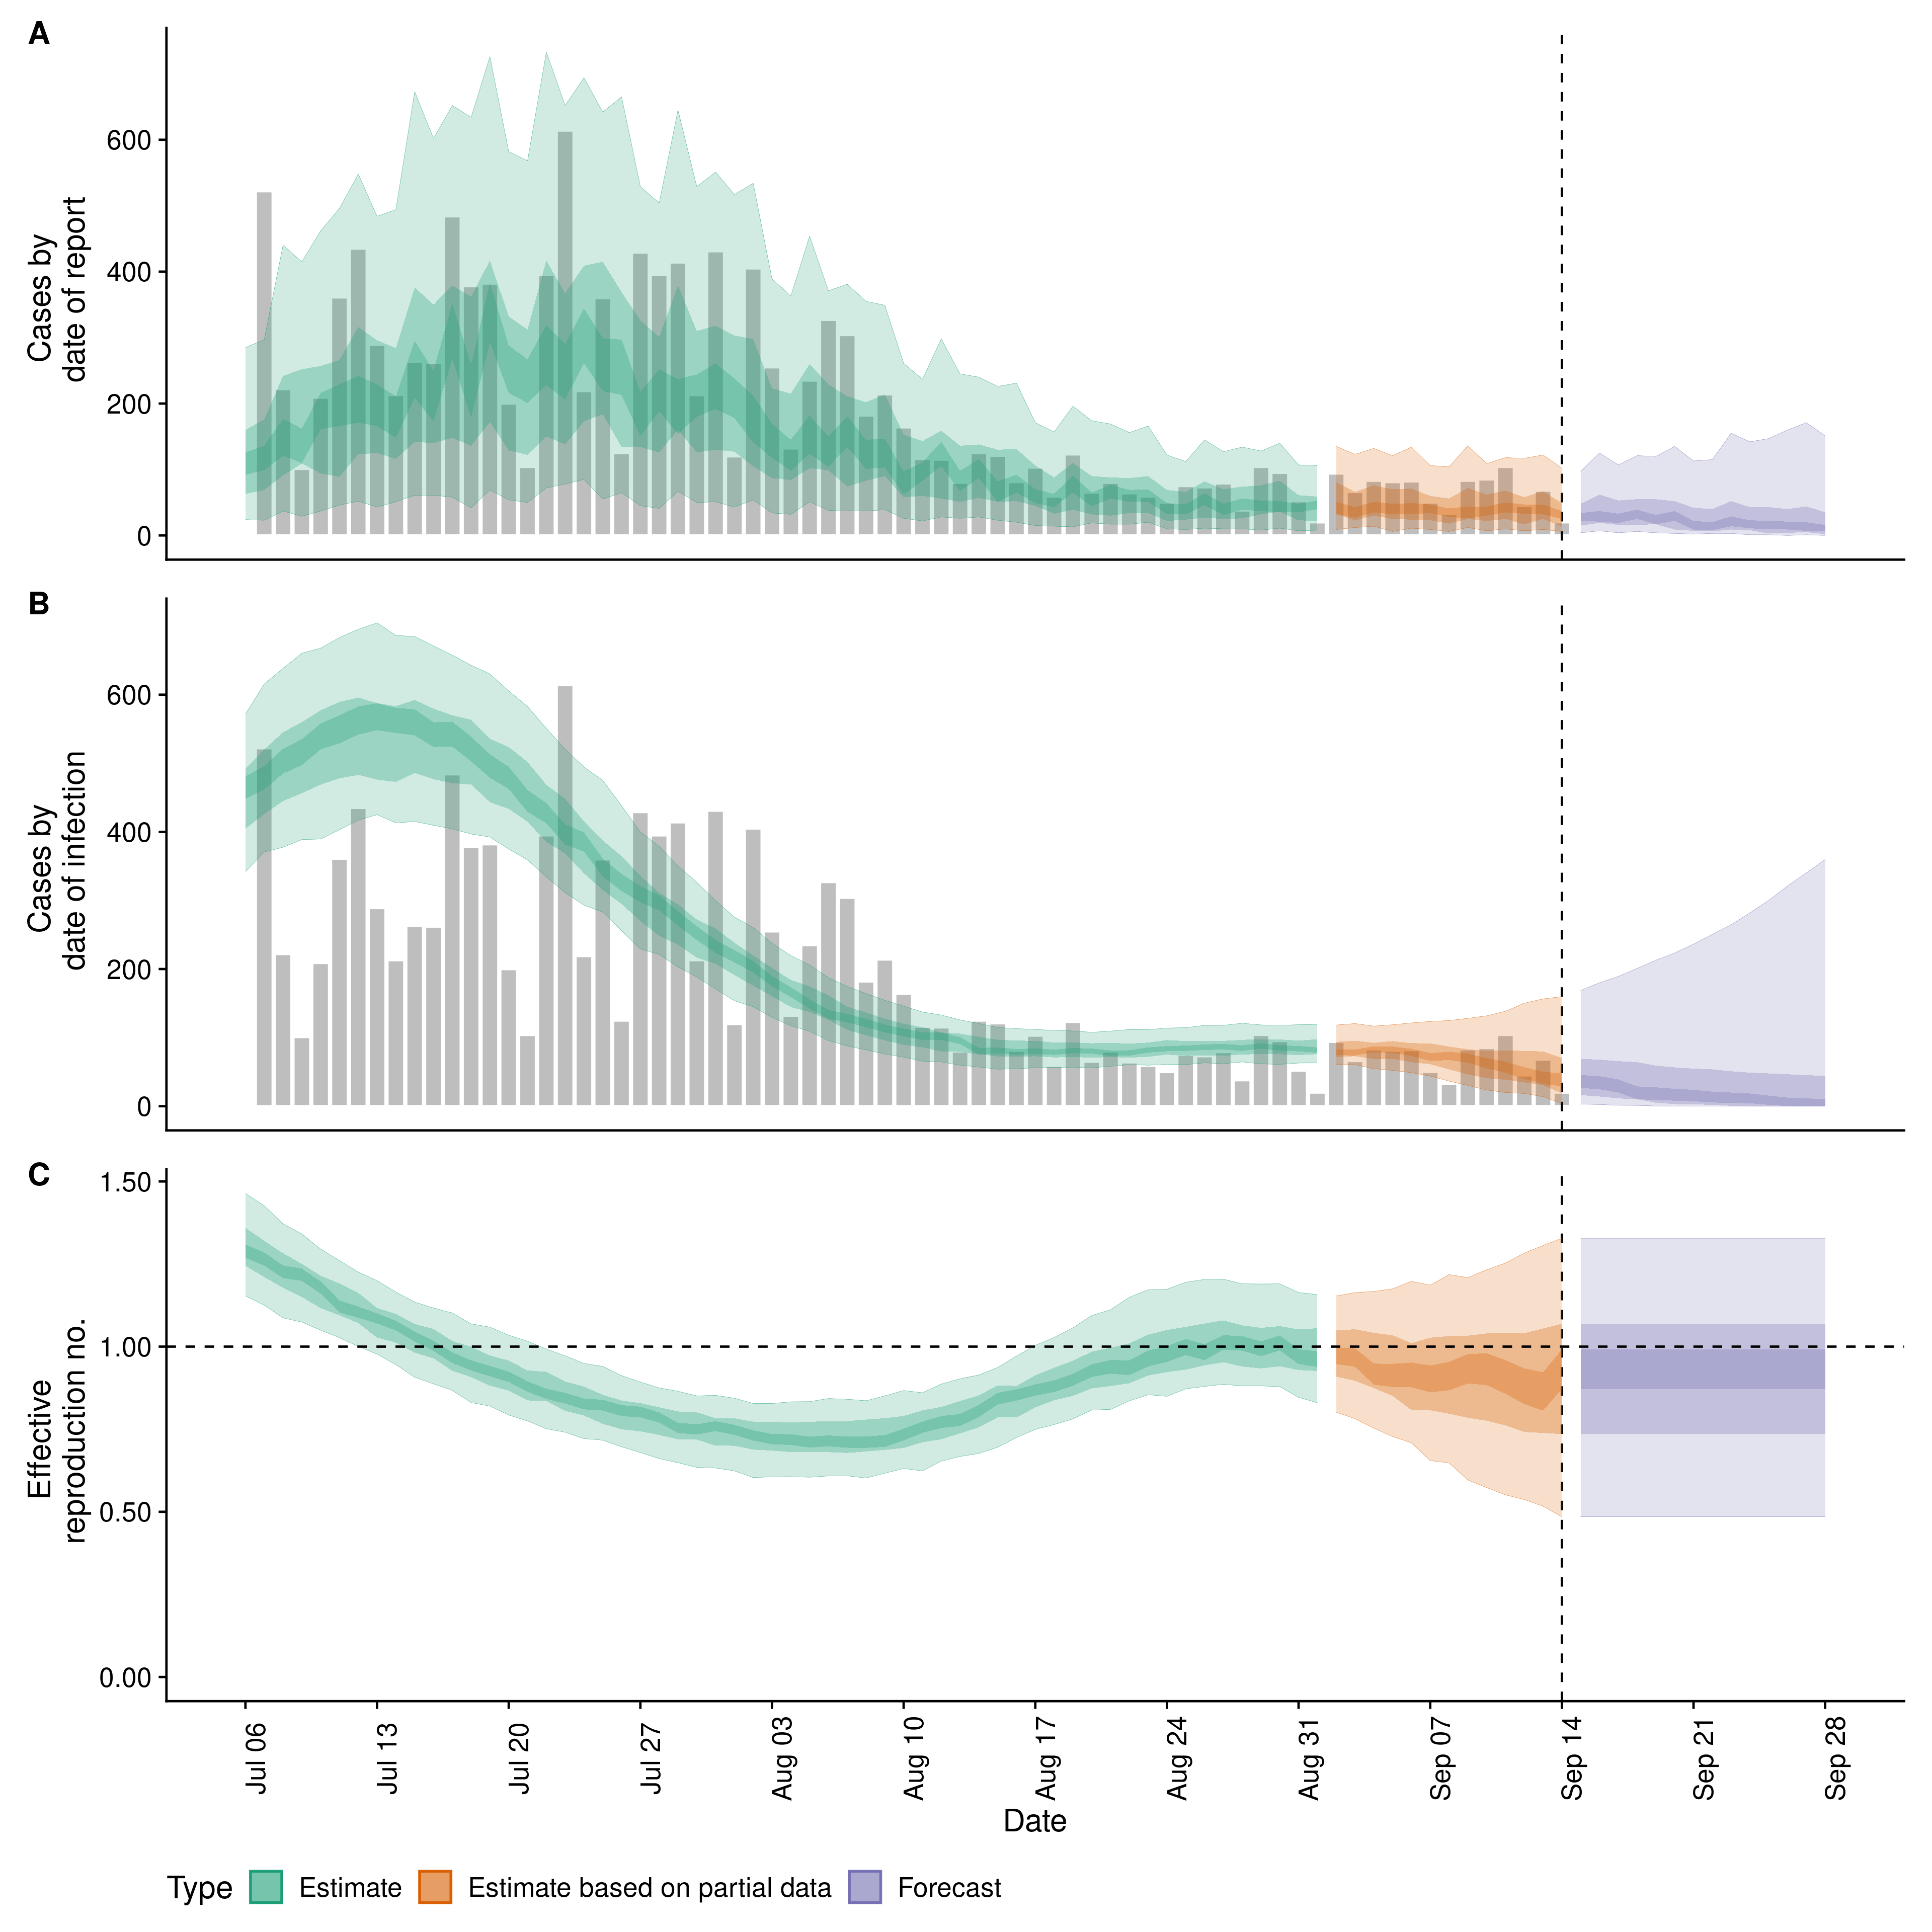 A
Cases by
date of report
600
400
200
0
B
Cases by
date of infection
600
400
200
0
C
Effective
reproduction no.
1.50
1.00
0.50
0.00
Jul 06
Jul 13
Jul 20
Jul 27
Aug 03
Aug 10
Aug 17
Aug 24
Aug 31
Sep 07
Sep 14
Sep 21
Sep 28
Date
Type Estimate Estimate based on partial data Forecast